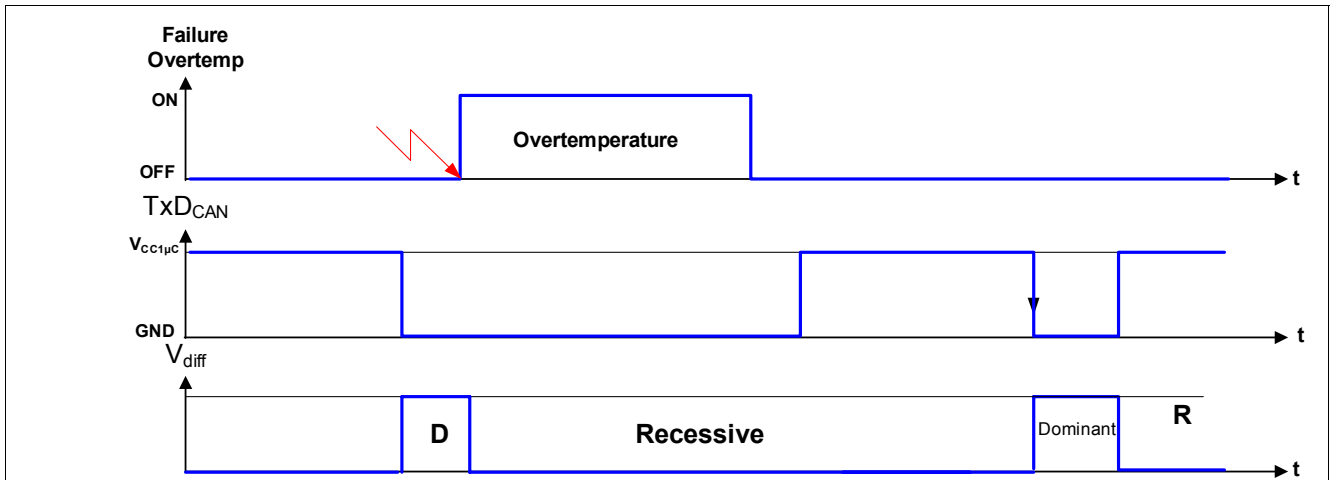 Failure
Overtemp
ON
Overtemperature
OFF
t
TxD_CAN
V_CC1µC
GND
t
V_diff
D
Recessive
Dominant
R
t